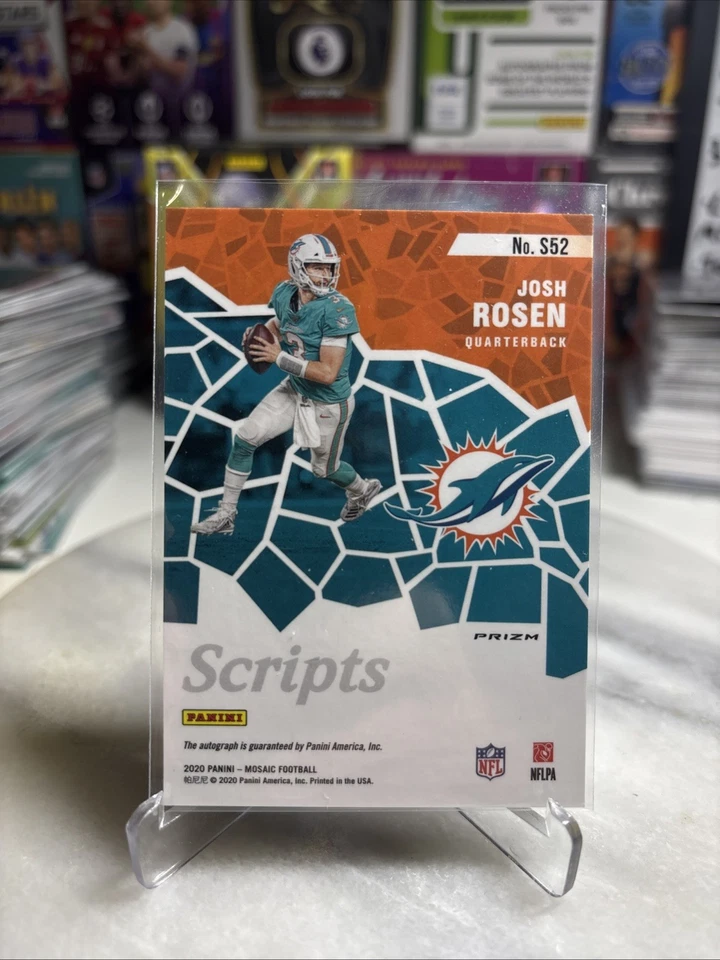 No. S52
JOSH
ROSEN
QUARTERBACK
3
PRIZM
Scripts
PANINI
The autograph is guaranteed by Panini America, Inc.
2020 PANINI – MOSAIC FOOTBALL
帕尼尼 © 2020 Panini America, Inc. Printed in the USA.
NFL
NFLPA